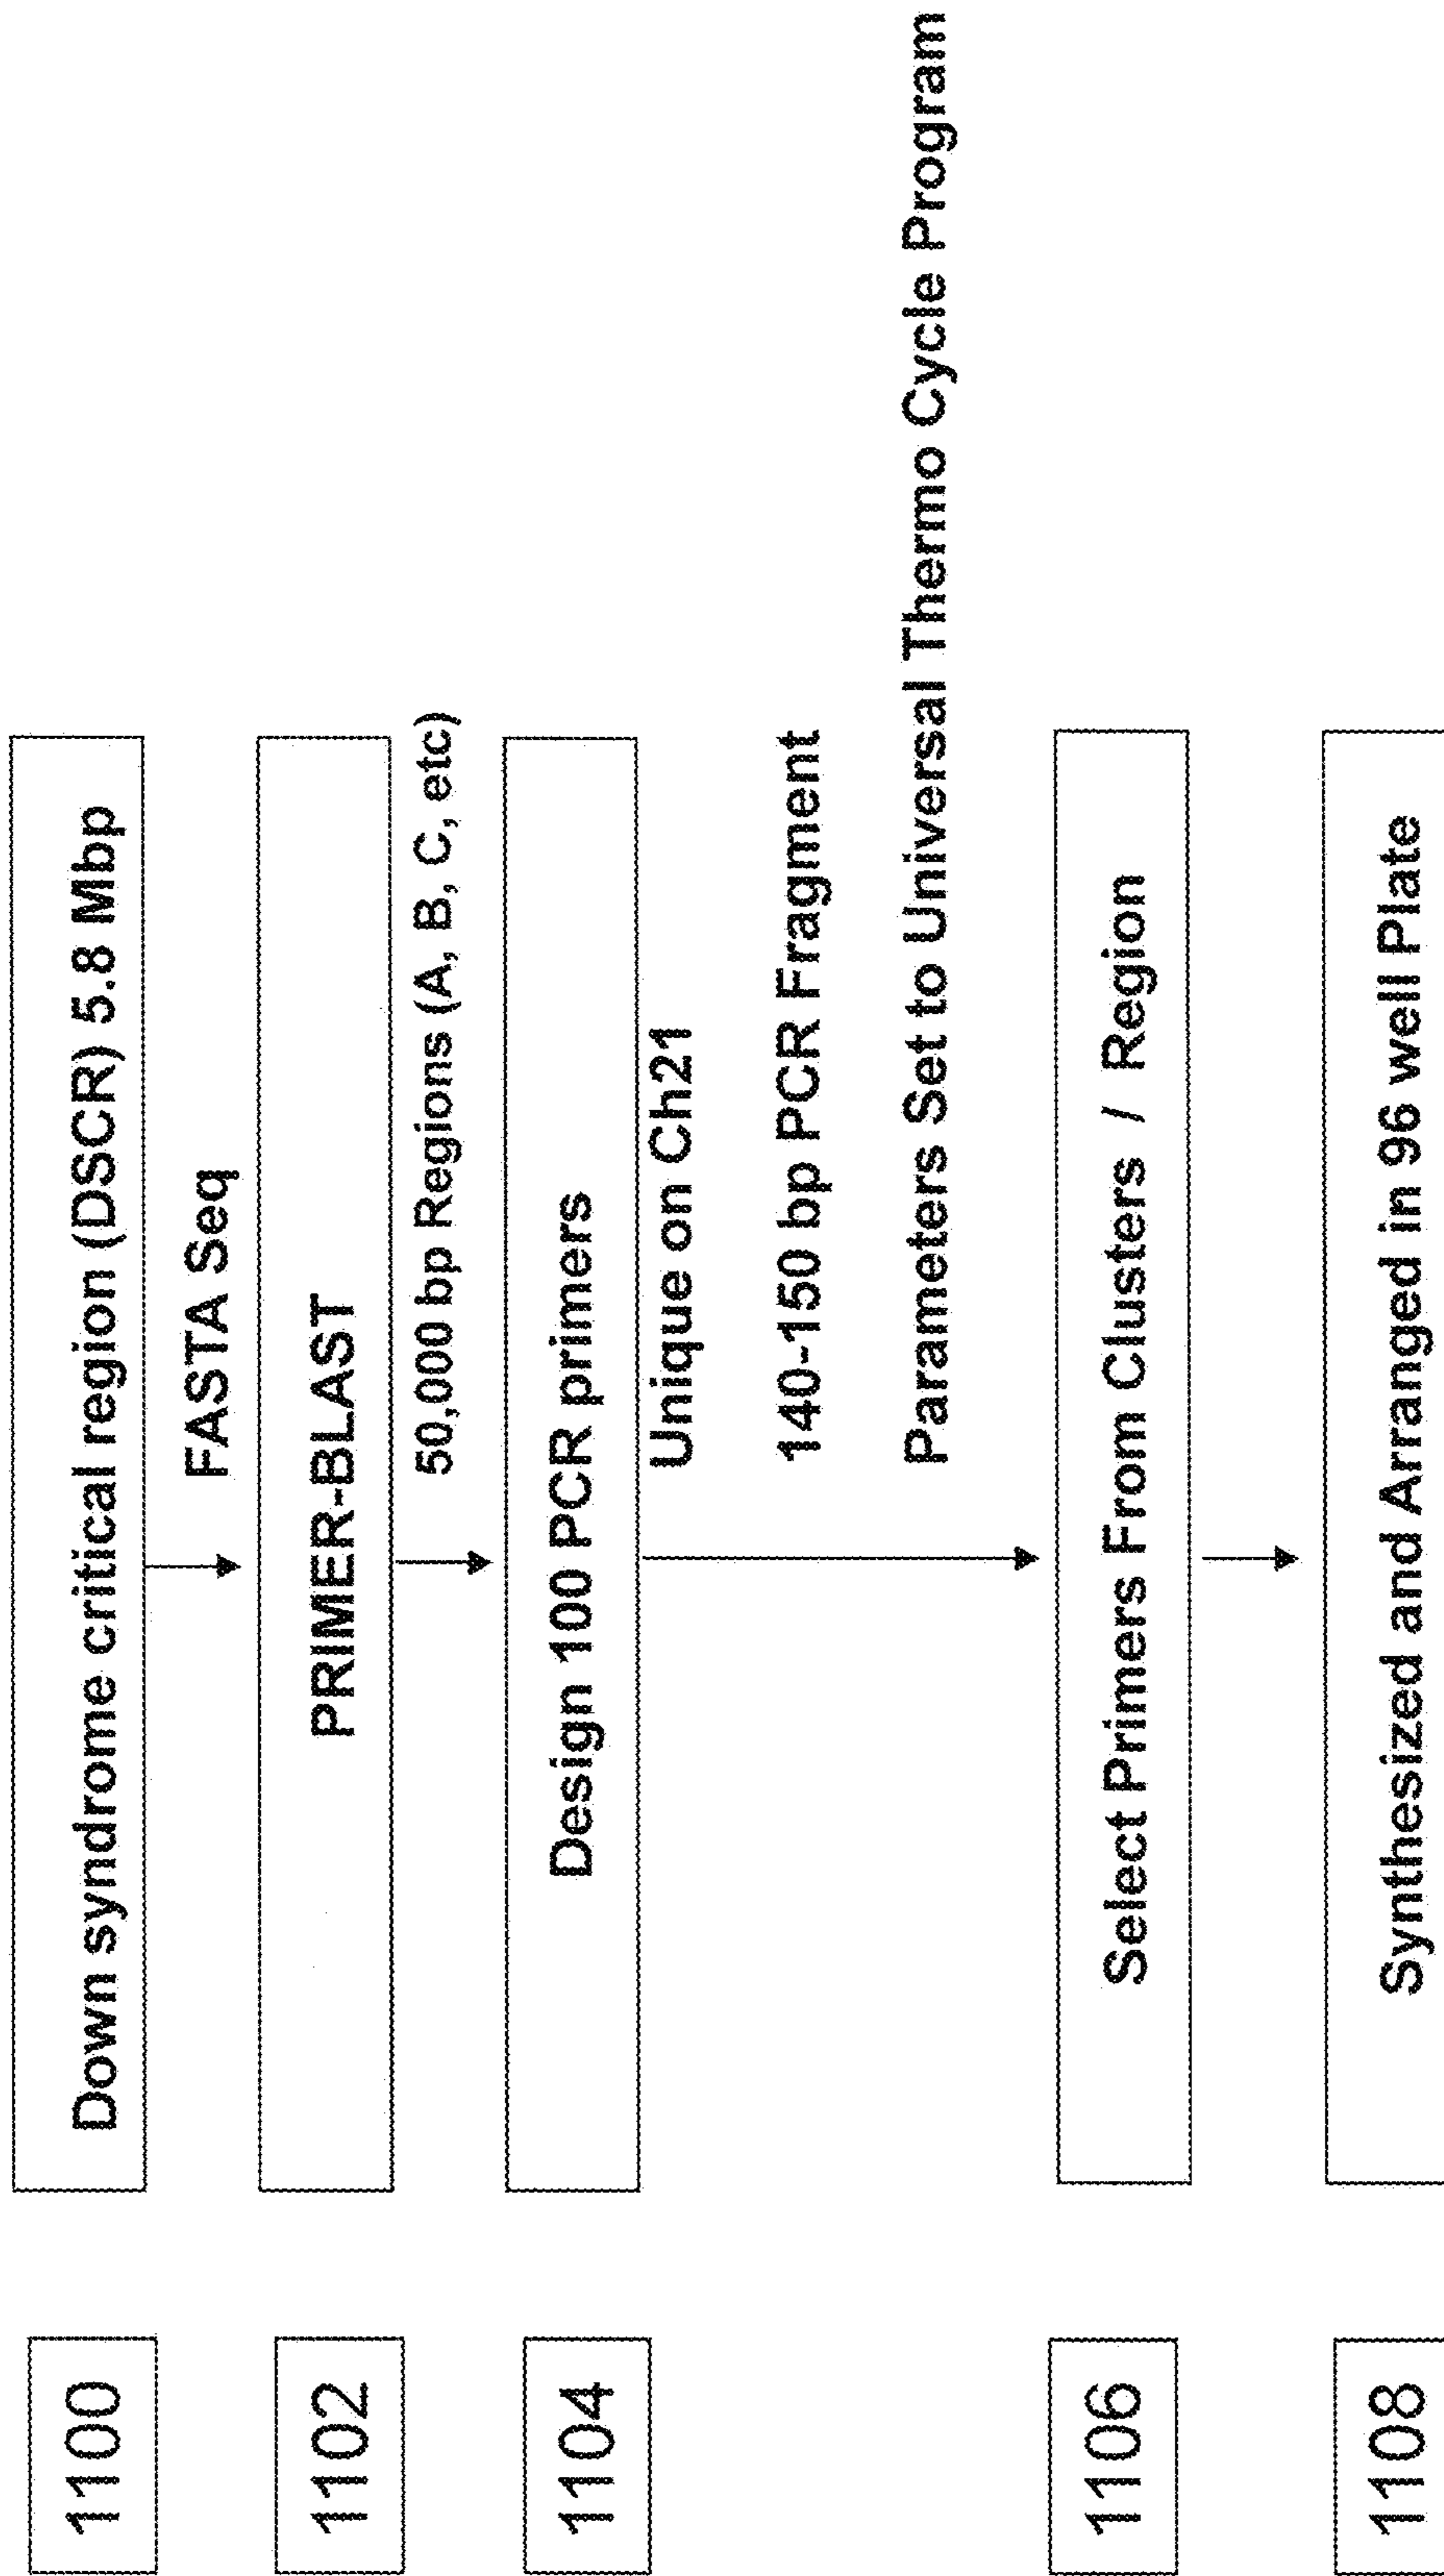 1100
Down syndrome critical region (DSCR) 5.8 Mbp
FASTA Seq
1102
PRIMER-BLAST
50,000 bp Regions (A, B, C, etc)
1104
Design 100 PCR primers
Unique on Ch21
140-150 bp PCR Fragment
Parameters Set to Universal Thermo Cycle Program
1106
Select Primers From Clusters / Region
1108
Synthesized and Arranged in 96 well Plate